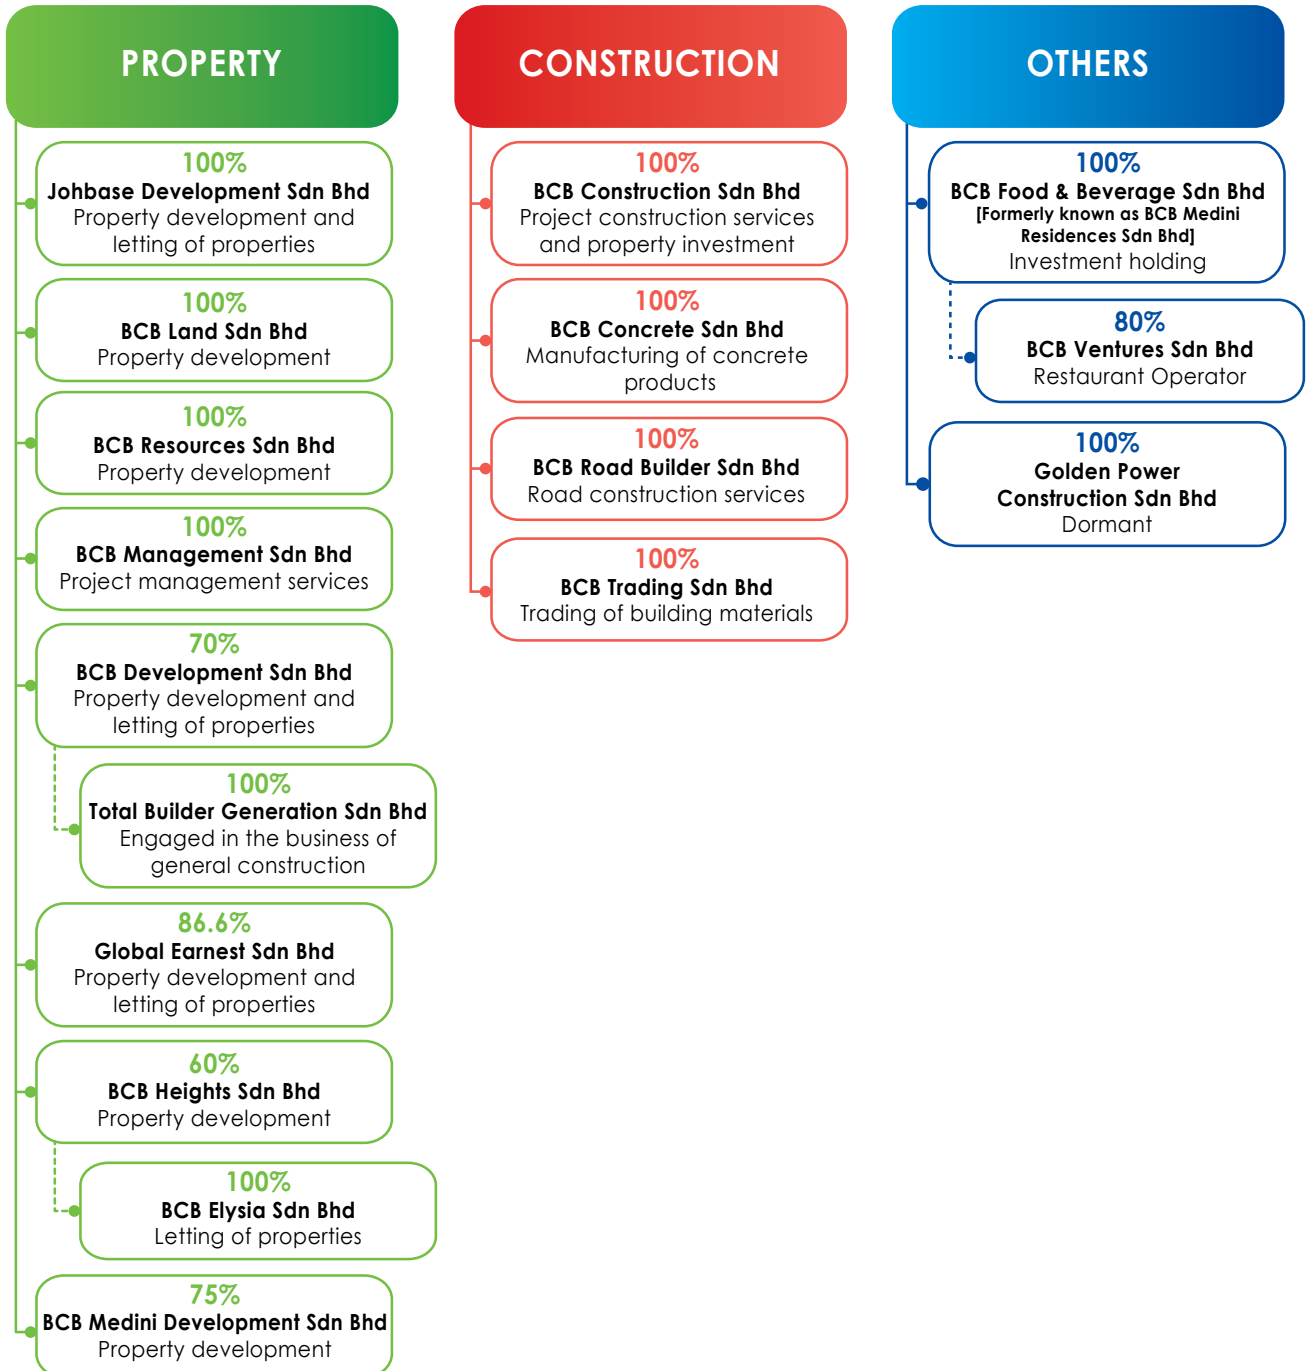 PROPERTY
100%
Johbase Development Sdn Bhd
Property development and
letting of properties
100%
BCB Land Sdn Bhd
Property development
100%
BCB Resources Sdn Bhd
Property development
100%
BCB Management Sdn Bhd
Project management services
70%
BCB Development Sdn Bhd
Property development and
letting of properties
100%
Total Builder Generation Sdn Bhd
Engaged in the business of
general construction
86.6%
Global Earnest Sdn Bhd
Property development and
letting of properties
60%
BCB Heights Sdn Bhd
Property development
100%
BCB Elysia Sdn Bhd
Letting of properties
75%
BCB Medini Development Sdn Bhd
Property development
CONSTRUCTION
100%
BCB Construction Sdn Bhd
Project construction services
and property investment
100%
BCB Concrete Sdn Bhd
Manufacturing of concrete
products
100%
BCB Road Builder Sdn Bhd
Road construction services
100%
BCB Trading Sdn Bhd
Trading of building materials
OTHERS
100%
BCB Food & Beverage Sdn Bhd
[Formerly known as BCB Medini
Residences Sdn Bhd]
Investment holding
80%
BCB Ventures Sdn Bhd
Restaurant Operator
100%
Golden Power
Construction Sdn Bhd
Dormant